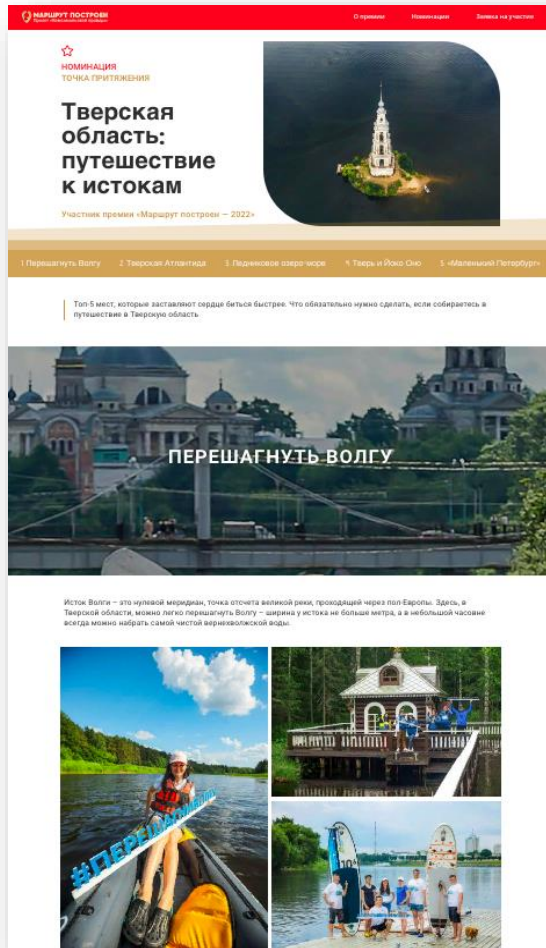 МАРШРУТ ПОСТРОЕН
Проект «Комсомольской правды»
О премии Номинации Заявка на участие
НОМИНАЦИЯ
ТОЧКА ПРИТЯЖЕНИЯ
Тверская
область:
путешествие
к истокам
Участник премии «Маршрут построен — 2022»
1. Перешагнуть Волгу 2. Тверская Атлантида 3. Ледниковое озеро-море 4. Тверь и Йоко Оно 5. «Маленький Петербург»
Топ-5 мест, которые заставляют сердце биться быстрее. Что обязательно нужно сделать, если собираетесь в
путешествие в Тверскую область
ПЕРЕШАГНУТЬ ВОЛГУ
Исток Волги – это нулевой меридиан, точка отсчета великой реки, проходящей через пол-Европы. Здесь, в
Тверской области, можно легко перешагнуть Волгу – ширина у истока не больше метра, а в небольшой часовне
всегда можно набрать самой чистой верхневолжской воды.